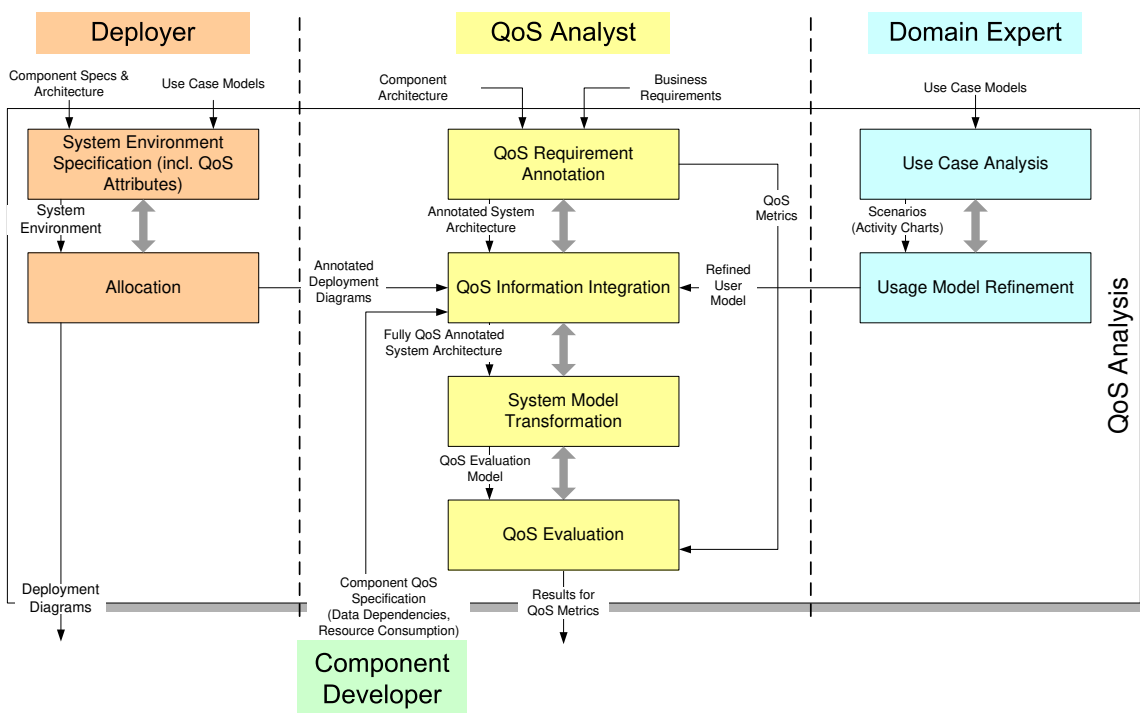 Deployer
QoS Analyst
Domain Expert
Component Specs &
Architecture
Use Case Models
Component
Architecture
Business
Requirements
Use Case Models
System Environment
Specification (incl. QoS
Attributes)
QoS Requirement
Annotation
Use Case Analysis
System
Environment
Annotated System
Architecture
QoS
Metrics
Scenarios
(Activity Charts)
Allocation
Annotated
Deployment
Diagrams
QoS Information Integration
Refined
User
Model
Usage Model Refinement
QoS Analysis
Fully QoS Annotated
System Architecture
System Model
Transformation
QoS Evaluation
Model
QoS Evaluation
Deployment
Diagrams
Component QoS
Specification
(Data Dependencies,
Resource Consumption)
Results for
QoS Metrics
Component
Developer